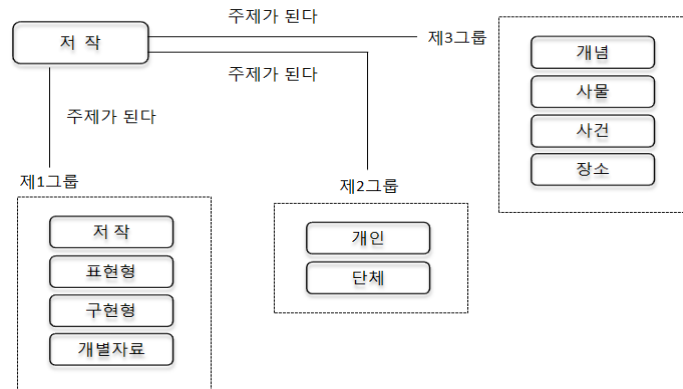 주제가 된다
저 작
제3그룹
주제가 된다
개념
사물
사건
장소
주제가 된다
제1그룹
저 작
표현형
구현형
개별자료
제2그룹
개인
단체